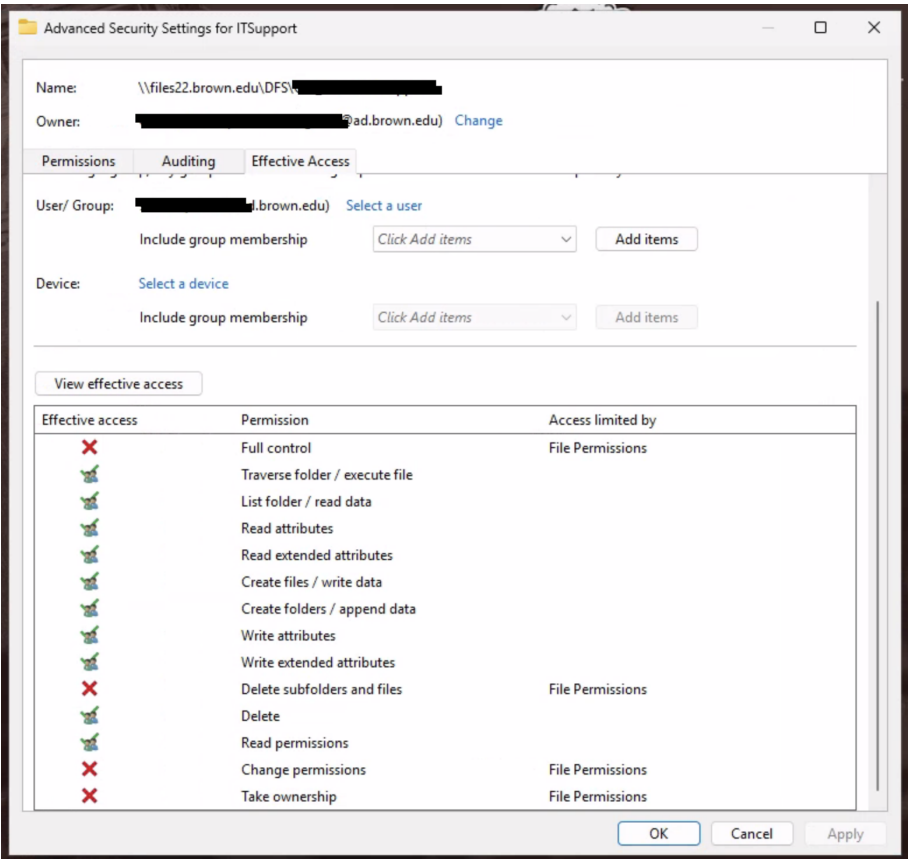 Advanced Security Settings for ITSupport
Name: \\files22.brown.edu\DFS\
Owner: @ad.brown.edu) Change
Permissions Auditing Effective Access
User/ Group: .brown.edu) Select a user
Include group membership Click Add items Add items
Device: Select a device
Include group membership Click Add items Add items
View effective access
Effective access Permission Access limited by
Full control File Permissions
Traverse folder / execute file
List folder / read data
Read attributes
Read extended attributes
Create files / write data
Create folders / append data
Write attributes
Write extended attributes
Delete subfolders and files File Permissions
Delete
Read permissions
Change permissions File Permissions
Take ownership File Permissions
OK Cancel Apply